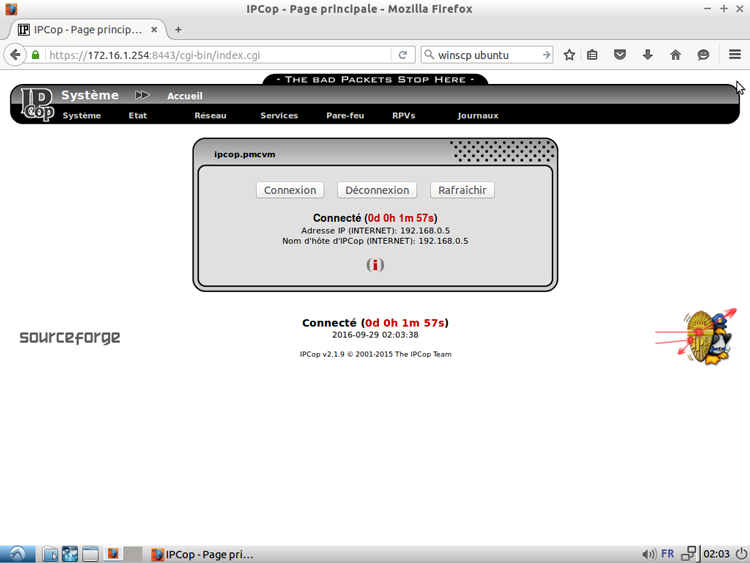 IPCop - Page principale - Mozilla Firefox
IPCop - Page princip...
https://172.16.1.254:8443/cgi-bin/index.cgi
winscp ubuntu
- The bad Packets Stop Here -
IP cop
Système Accueil
Système Etat Réseau Services Pare-feu RPVs Journaux
ipcop.pmcvm
Connexion Déconnexion Rafraîchir
Connecté (0d 0h 1m 57s)
Adresse IP (INTERNET): 192.168.0.5
Nom d'hôte d'IPCop (INTERNET): 192.168.0.5
(i)
Connecté (0d 0h 1m 57s)
sourceforge
2016-09-29 02:03:38
IPCop v2.1.9 © 2001-2015 The IPCop Team
IPCop - Page pri... FR 02:03